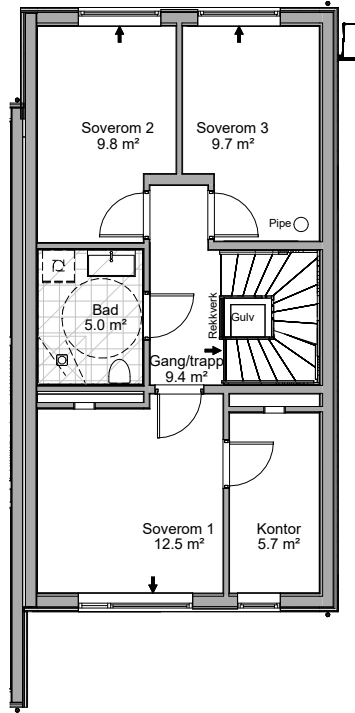 Soverom 2
9.8 m²
Soverom 3
9.7 m²
Pipe
Bad
5.0 m²
Rekkverk
Gulv
Gang/trapp
9.4 m²
Soverom 1
12.5 m²
Kontor
5.7 m²